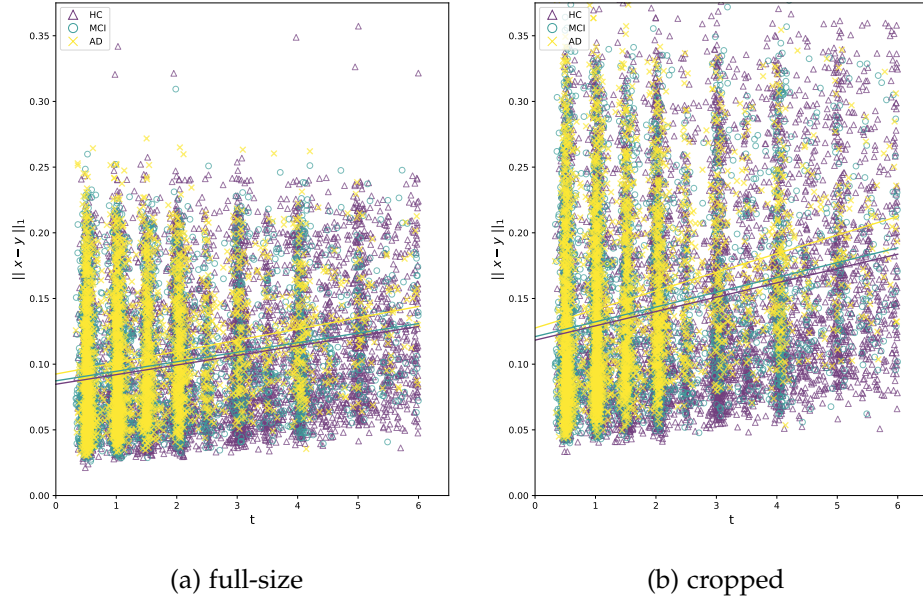 HC
MCI
AD
0.35
0.30
0.25
0.20
0.15
0.10
0.05
0.00
|| x − y ||₁
0 1 2 3 4 5 6
t
(a) full-size
HC
MCI
AD
0.35
0.30
0.25
0.20
0.15
0.10
0.05
0.00
|| x − y ||₁
0 1 2 3 4 5 6
t
(b) cropped